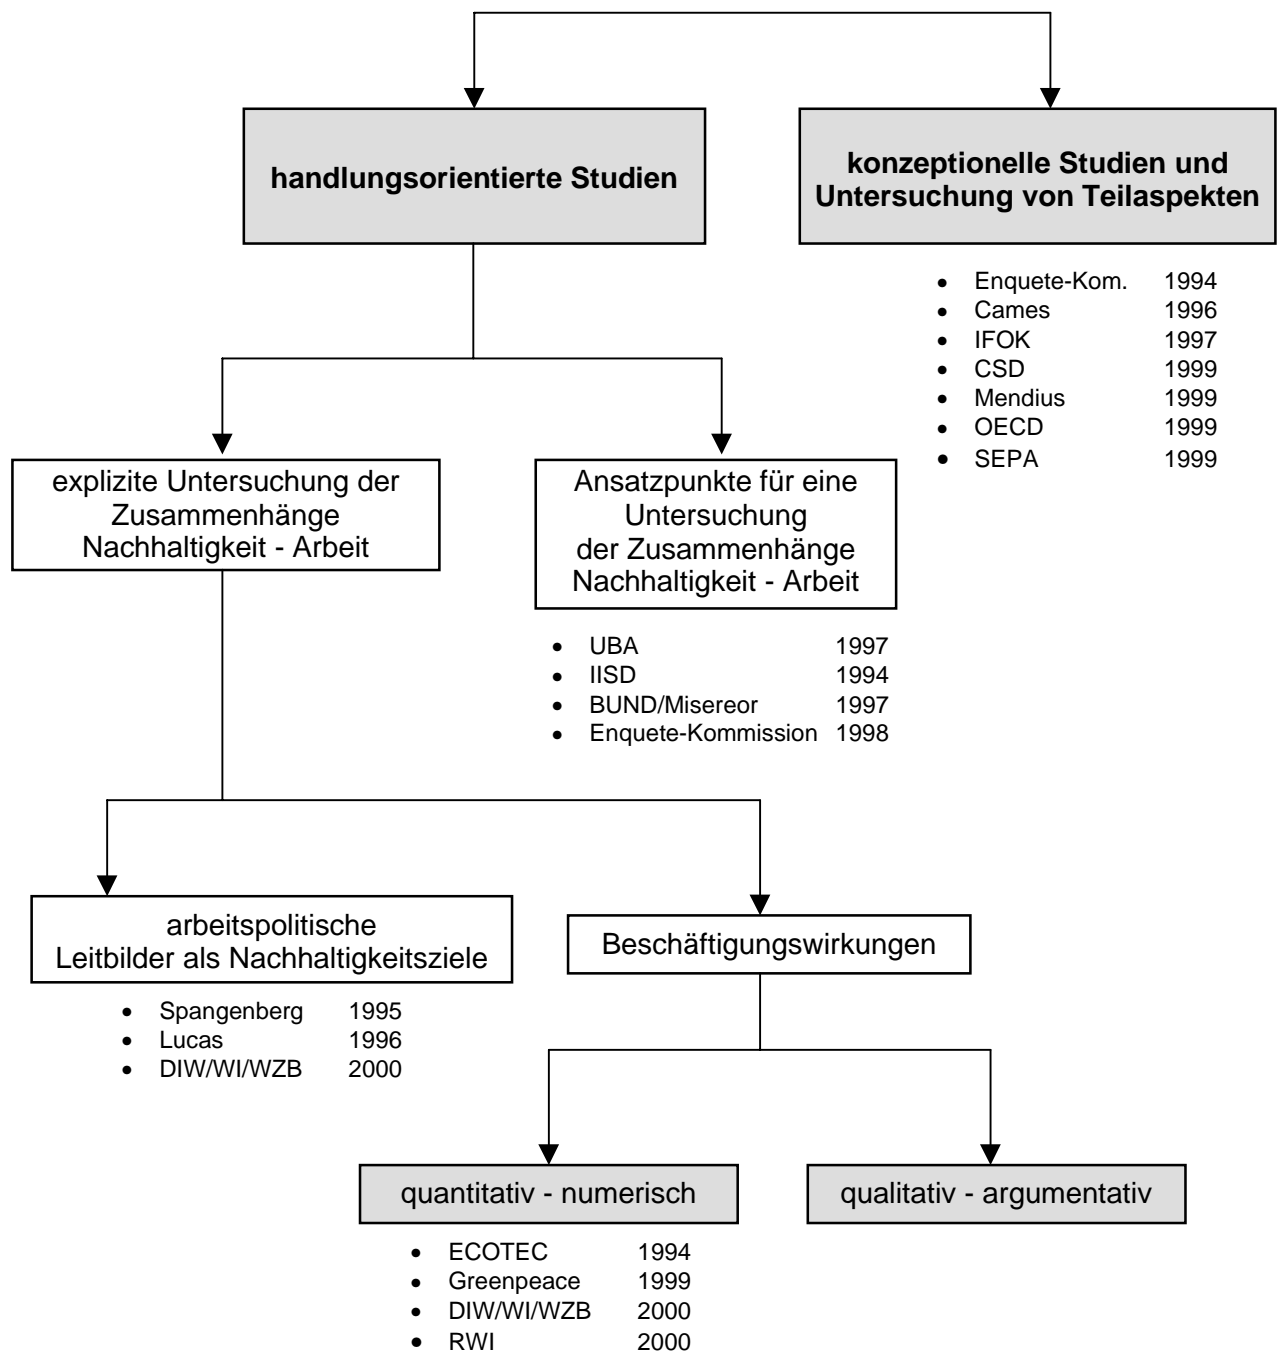 handlungsorientierte Studien
konzeptionelle Studien und
Untersuchung von Teilaspekten
• Enquete-Kom. 1994
• Cames 1996
• IFOK 1997
• CSD 1999
• Mendius 1999
• OECD 1999
• SEPA 1999
explizite Untersuchung der
Zusammenhänge
Nachhaltigkeit - Arbeit
Ansatzpunkte für eine
Untersuchung
der Zusammenhänge
Nachhaltigkeit - Arbeit
• UBA 1997
• IISD 1994
• BUND/Misereor 1997
• Enquete-Kommission 1998
arbeitspolitische
Leitbilder als Nachhaltigkeitsziele
• Spangenberg 1995
• Lucas 1996
• DIW/WI/WZB 2000
Beschäftigungswirkungen
quantitativ - numerisch
• ECOTEC 1994
• Greenpeace 1999
• DIW/WI/WZB 2000
• RWI 2000
qualitativ - argumentativ